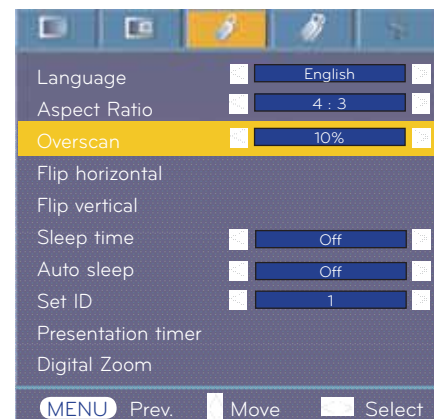 Language English
Aspect Ratio 4 : 3
Overscan 10%
Flip horizontal
Flip vertical
Sleep time Off
Auto sleep Off
Set ID 1
Presentation timer
Digital Zoom
MENU Prev. Move Select